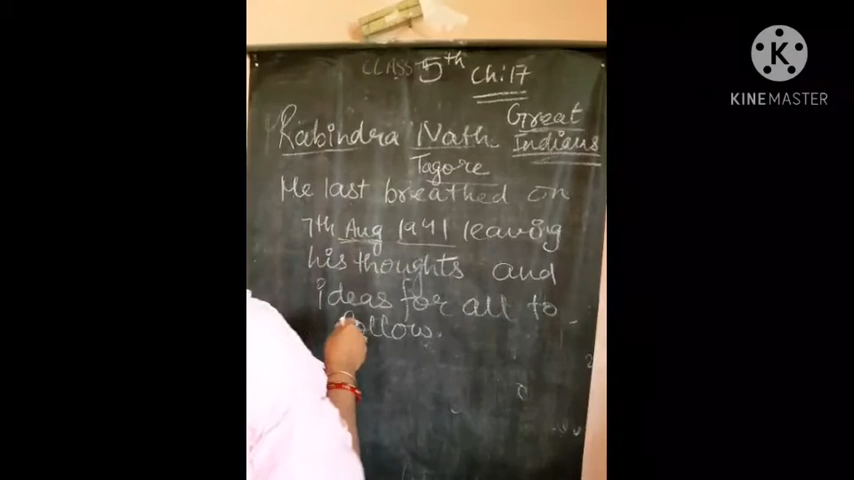 CLASS 5th Ch:17
Great
Indians
Rabindra Nath
Tagore
He last breathed on
7th Aug 1941 leaving
his thoughts and
ideas for all to
follow.
K
KINEMASTER